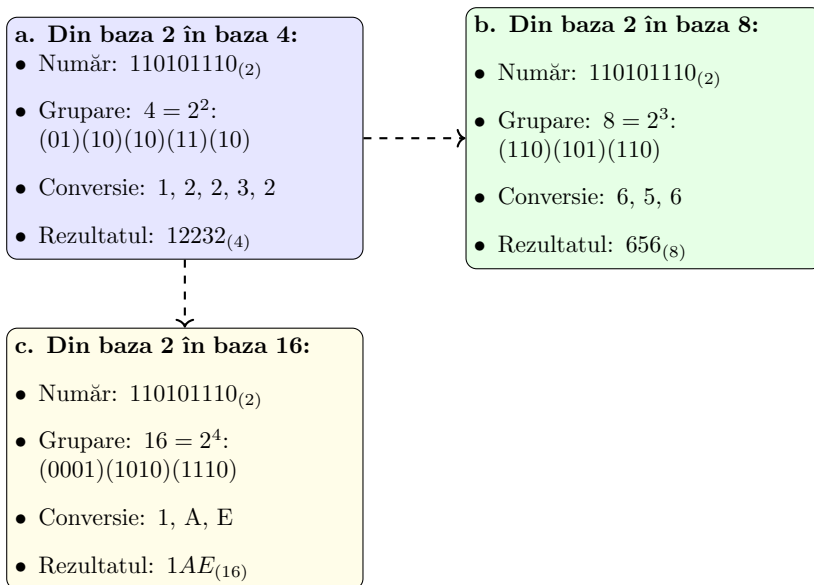 a. Din baza 2 în baza 4:
• Număr: 110101110₍₂₎
• Grupare: 4 = 2²:
(01)(10)(10)(11)(10)
• Conversie: 1, 2, 2, 3, 2
• Rezultatul: 12232₍₄₎
b. Din baza 2 în baza 8:
• Număr: 110101110₍₂₎
• Grupare: 8 = 2³:
(110)(101)(110)
• Conversie: 6, 5, 6
• Rezultatul: 656₍₈₎
c. Din baza 2 în baza 16:
• Număr: 110101110₍₂₎
• Grupare: 16 = 2⁴:
(0001)(1010)(1110)
• Conversie: 1, A, E
• Rezultatul: 1AE₍₁₆₎